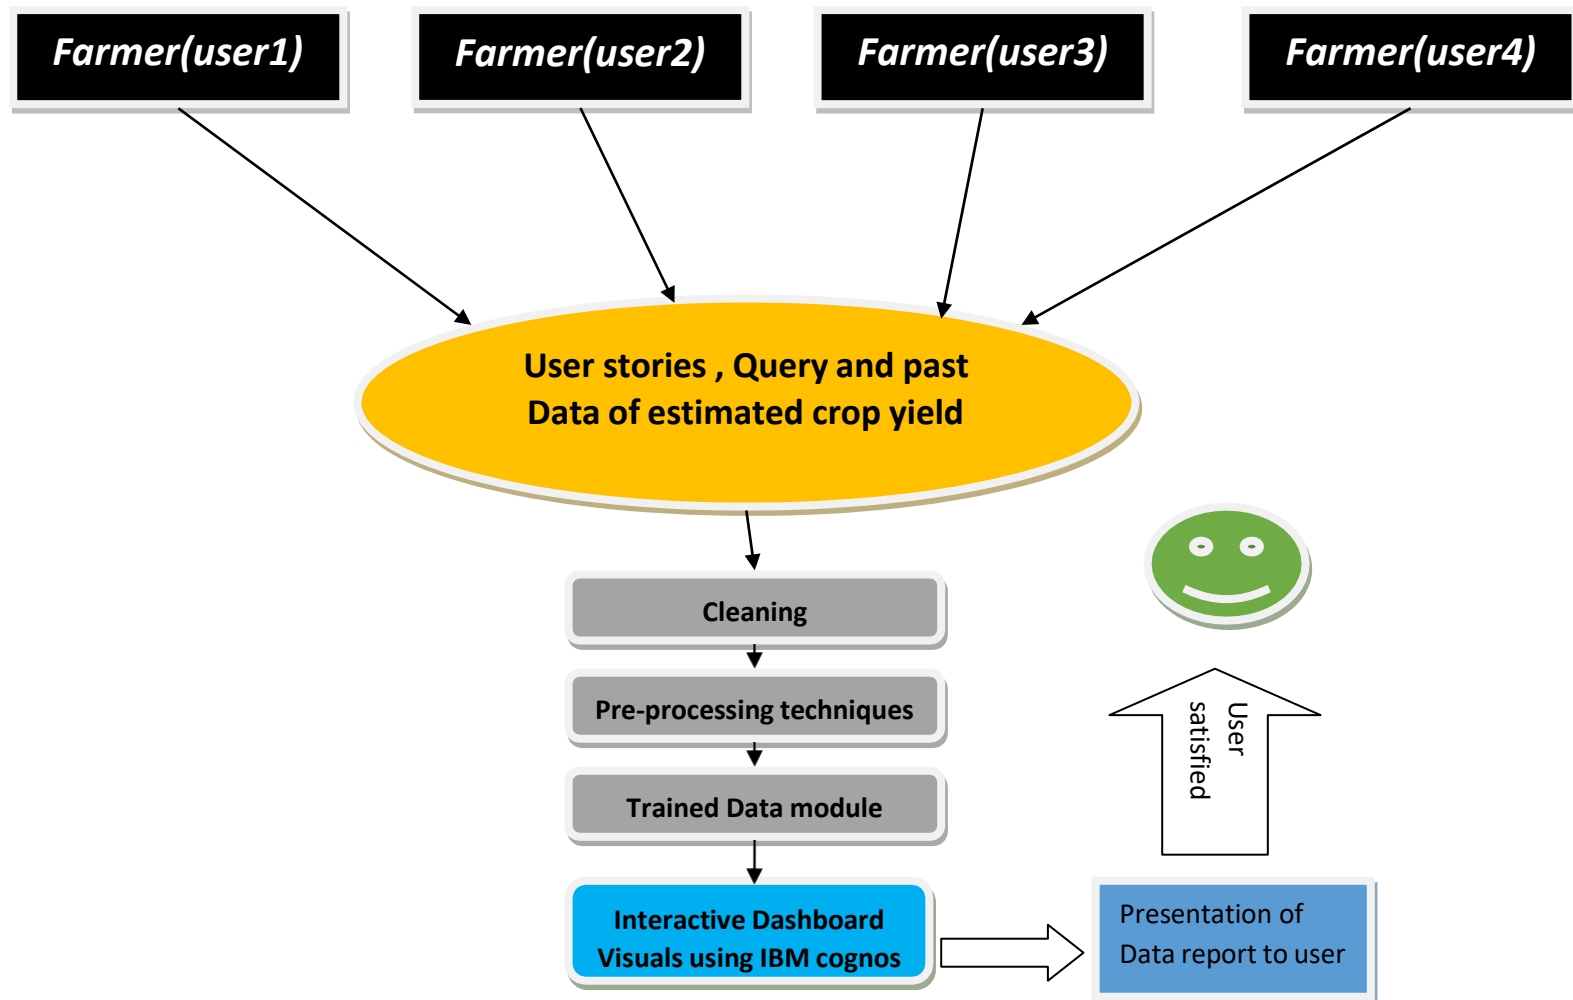 Farmer(user1)
Farmer(user2)
Farmer(user3)
Farmer(user4)
User stories , Query and past
Data of estimated crop yield
Cleaning
Pre-processing techniques
Trained Data module
Interactive Dashboard
Visuals using IBM cognos
Presentation of
Data report to user
User
satisfied